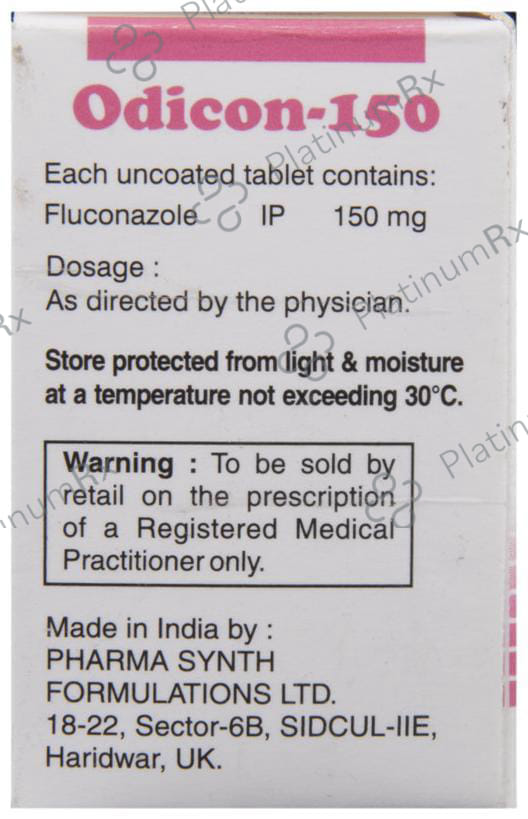 Odicon-150
Each uncoated tablet contains:
Fluconazole IP 150 mg
Dosage :
As directed by the physician.
Store protected from light & moisture
at a temperature not exceeding 30°C.
Warning : To be sold by
retail on the prescription
of a Registered Medical
Practitioner only.
Made in India by :
PHARMA SYNTH
FORMULATIONS LTD.
18-22, Sector-6B, SIDCUL-IIE,
Haridwar, UK.
PlatinumRx
PlatinumRx